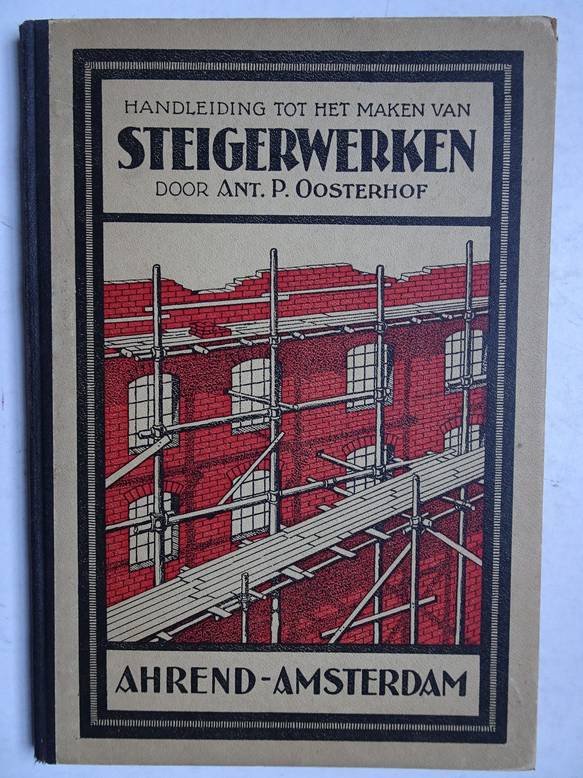 HANDLEIDING TOT HET MAKEN VAN
STEIGERWERKEN
DOOR ANT. P. OOSTERHOF
AHREND-AMSTERDAM